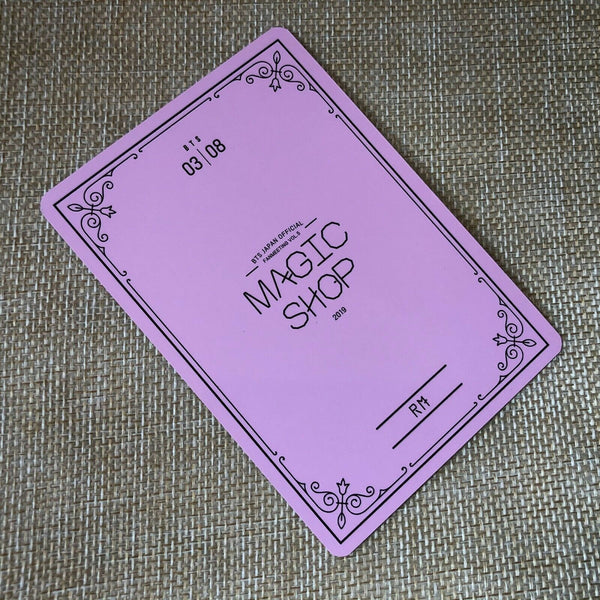 BTS
03|08
BTS JAPAN OFFICIAL
FANMEETING VOL.5
MAGIC
SHOP
2019
RM